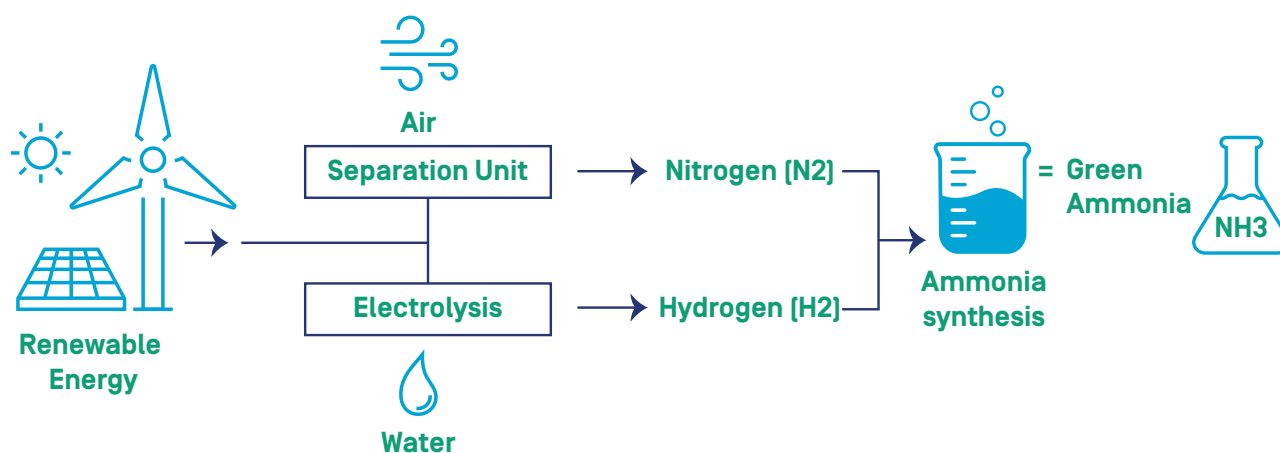 Renewable
Energy
Air
Separation Unit
Electrolysis
Water
Nitrogen (N2)
Hydrogen (H2)
Ammonia
synthesis
= Green
Ammonia
NH3